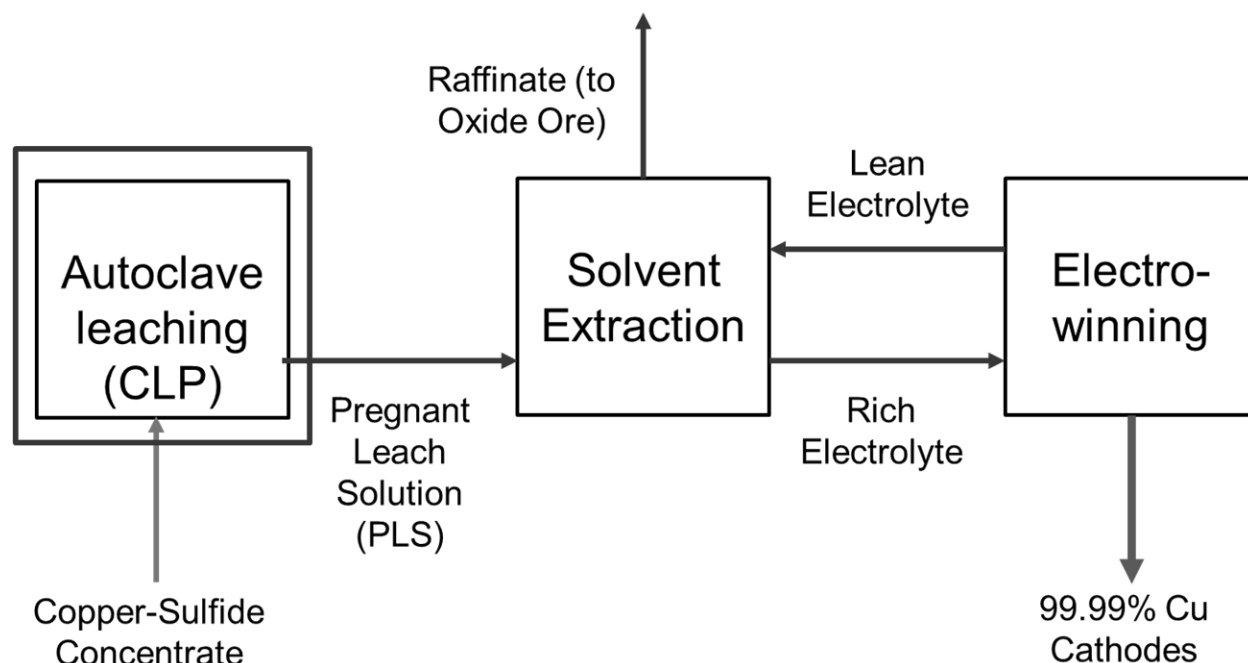 Raffinate (to
Oxide Ore)
Autoclave
leaching
(CLP)
Solvent
Extraction
Lean
Electrolyte
Electro-
winning
Pregnant
Leach
Solution
(PLS)
Rich
Electrolyte
Copper-Sulfide
Concentrate
99.99% Cu
Cathodes